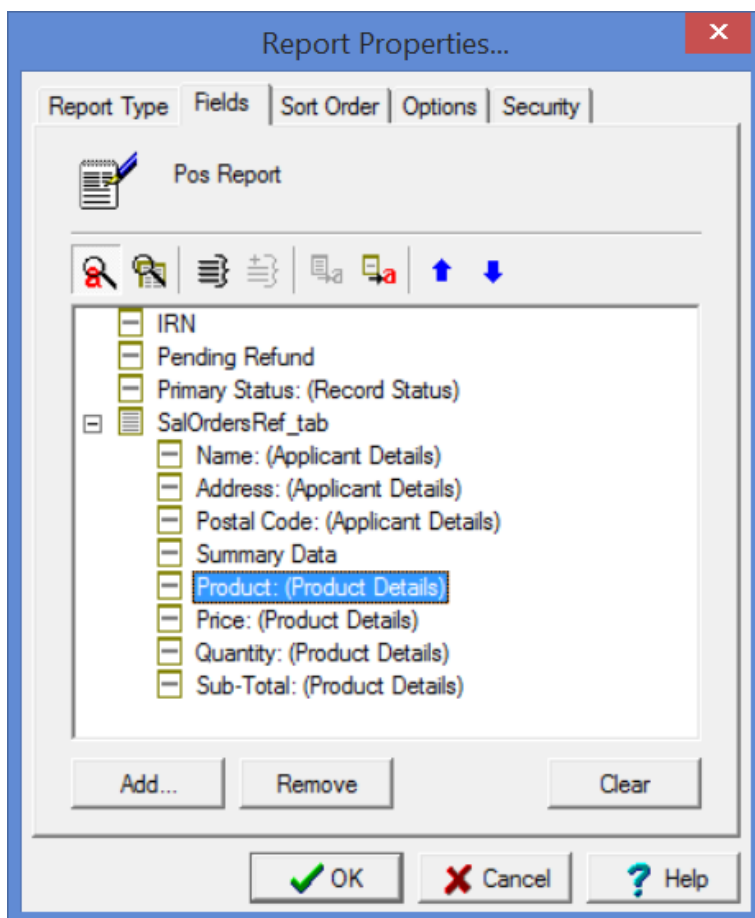 Report Properties...
Report Type Fields Sort Order Options Security
Pos Report
IRN
Pending Refund
Primary Status: (Record Status)
SalOrdersRef_tab
Name: (Applicant Details)
Address: (Applicant Details)
Postal Code: (Applicant Details)
Summary Data
Product: (Product Details)
Price: (Product Details)
Quantity: (Product Details)
Sub-Total: (Product Details)
Add... Remove Clear
OK Cancel Help